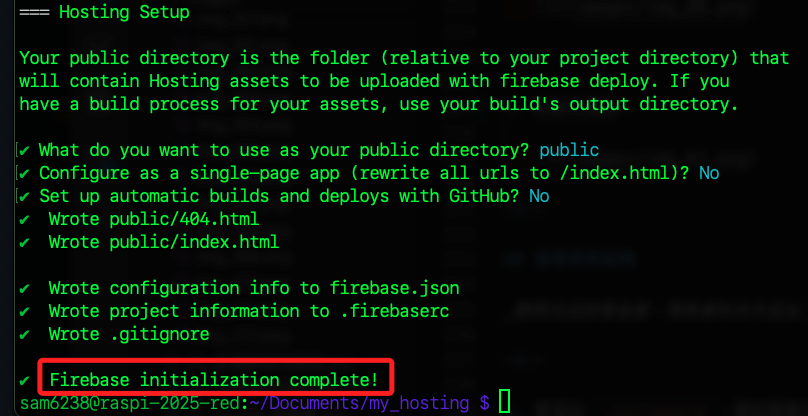 === Hosting Setup
Your public directory is the folder (relative to your project directory) that
will contain Hosting assets to be uploaded with firebase deploy. If you
have a build process for your assets, use your build's output directory.
✔ What do you want to use as your public directory? public
✔ Configure as a single-page app (rewrite all urls to /index.html)? No
✔ Set up automatic builds and deploys with GitHub? No
✔ Wrote public/404.html
✔ Wrote public/index.html
✔ Wrote configuration info to firebase.json
✔ Wrote project information to .firebaserc
✔ Wrote .gitignore
✔ Firebase initialization complete!
sam6238@raspi-2025-red:~/Documents/my_hosting $